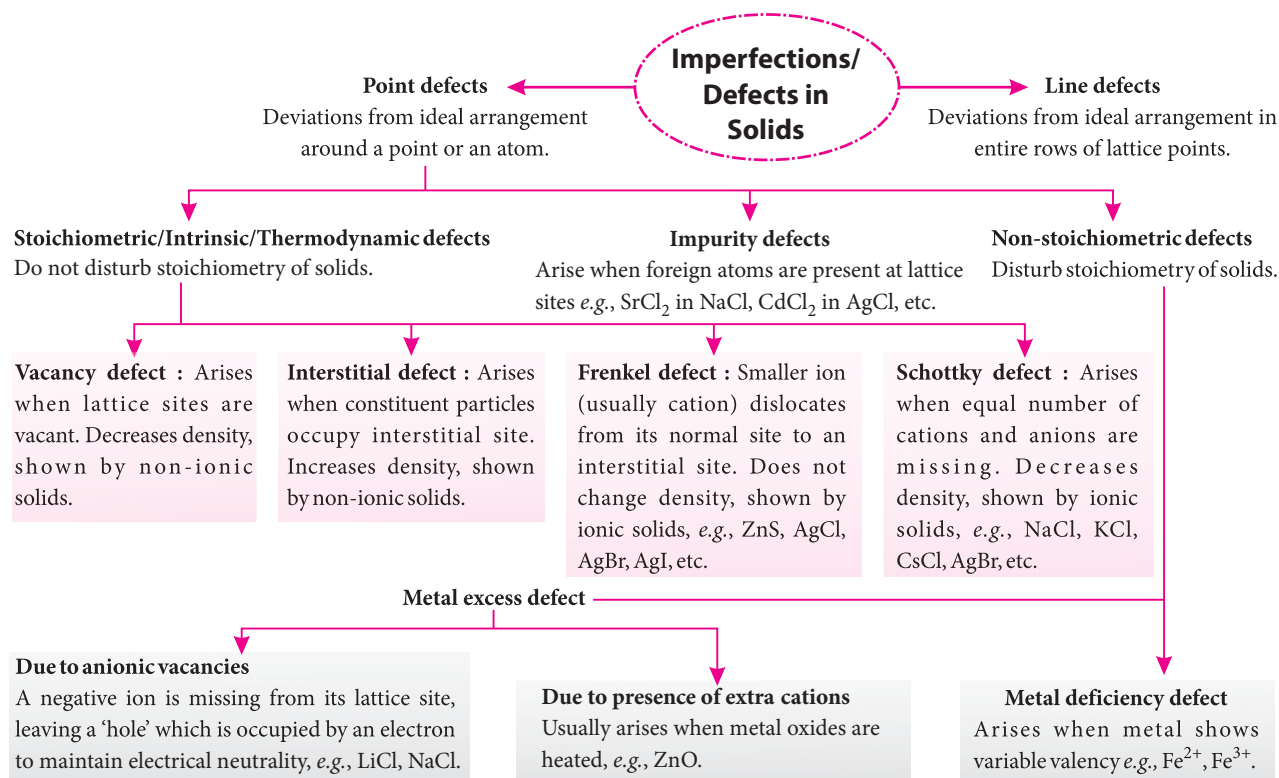 Imperfections/
Defects in
Solids
Point defects
Deviations from ideal arrangement
around a point or an atom.
Line defects
Deviations from ideal arrangement in
entire rows of lattice points.
Stoichiometric/Intrinsic/Thermodynamic defects
Do not disturb stoichiometry of solids.
Impurity defects
Arise when foreign atoms are present at lattice
sites e.g., SrCl₂ in NaCl, CdCl₂ in AgCl, etc.
Non-stoichiometric defects
Disturb stoichiometry of solids.
Vacancy defect : Arises
when lattice sites are
vacant. Decreases density,
shown by non-ionic
solids.
Interstitial defect : Arises
when constituent particles
occupy interstitial site.
Increases density, shown
by non-ionic solids.
Frenkel defect : Smaller ion
(usually cation) dislocates
from its normal site to an
interstitial site. Does not
change density, shown by
ionic solids, e.g., ZnS, AgCl,
AgBr, AgI, etc.
Schottky defect : Arises
when equal number of
cations and anions are
missing. Decreases
density, shown by ionic
solids, e.g., NaCl, KCl,
CsCl, AgBr, etc.
Metal excess defect
Due to anionic vacancies
A negative ion is missing from its lattice site,
leaving a ‘hole’ which is occupied by an electron
to maintain electrical neutrality, e.g., LiCl, NaCl.
Due to presence of extra cations
Usually arises when metal oxides are
heated, e.g., ZnO.
Metal deficiency defect
Arises when metal shows
variable valency e.g., Fe²⁺, Fe³⁺.